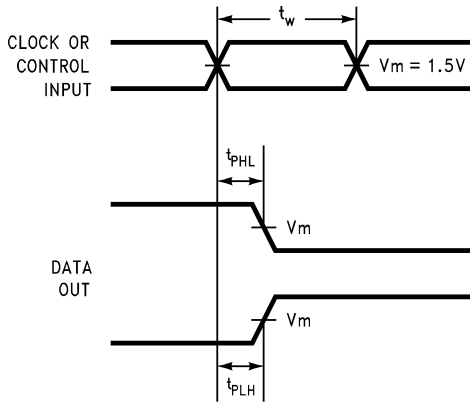 t_w
CLOCK OR
CONTROL
INPUT
Vm = 1.5V
t_PHL
Vm
DATA
OUT
Vm
t_PLH